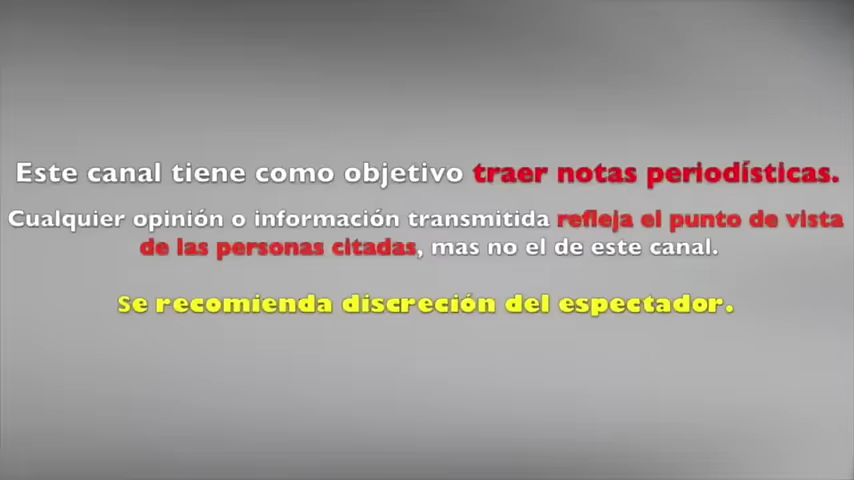 Este canal tiene como objetivo traer notas periodísticas.
Cualquier opinión o información transmitida refleja el punto de vista
de las personas citadas, mas no el de este canal.
Se recomienda discreción del espectador.